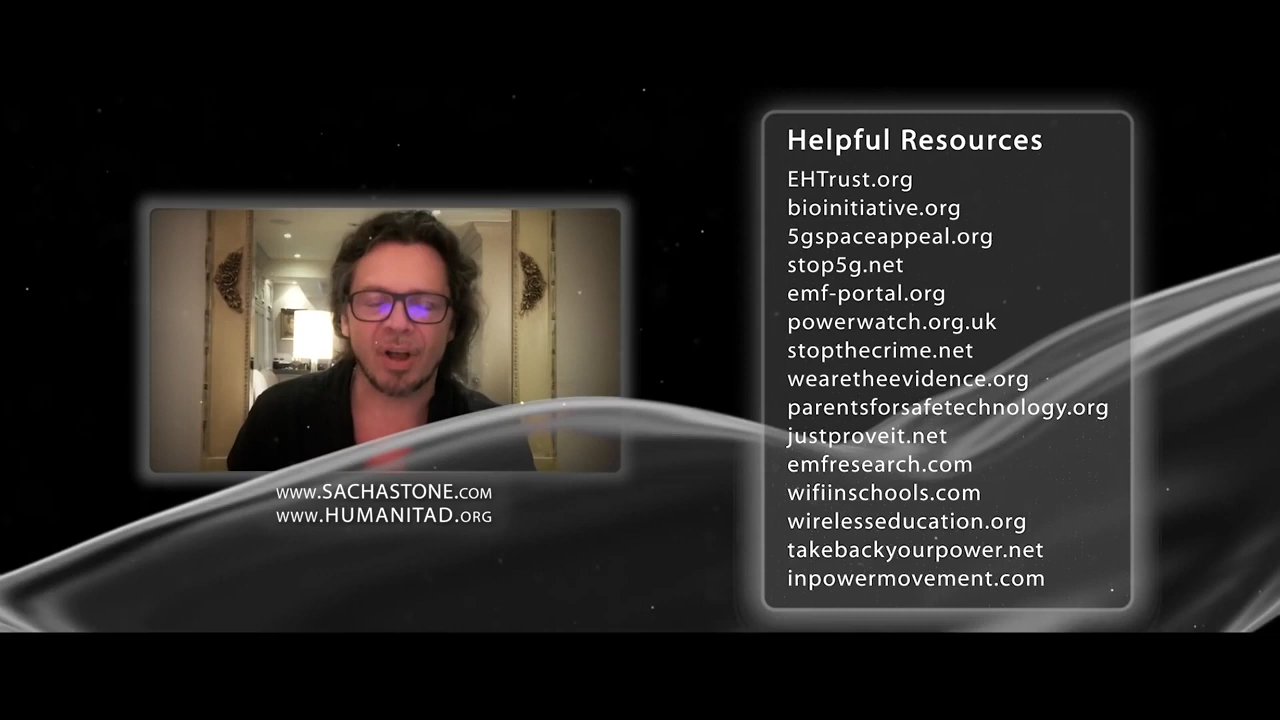 www.SACHASTONE.COM
www.HUMANITAD.ORG
Helpful Resources
EHTrust.org
bioinitiative.org
5gspaceappeal.org
stop5g.net
emf-portal.org
powerwatch.org.uk
stopthecrime.net
wearetheevidence.org
parentsforsafetechnology.org
justproveit.net
emfresearch.com
wifiinschools.com
wirelesseducation.org
takebackyourpower.net
inpowermovement.com